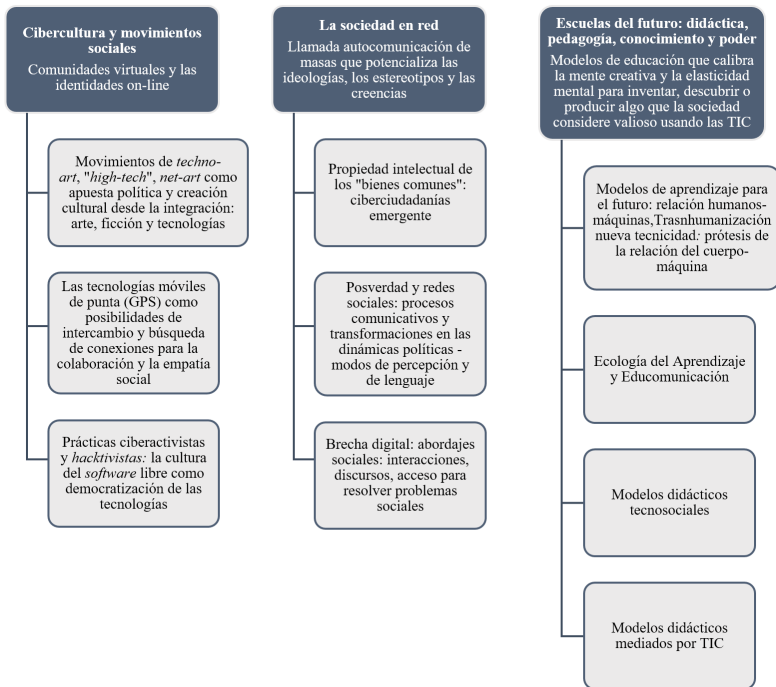 Cibercultura y movimientos
sociales
Comunidades virtuales y las
identidades on-line
Movimientos de techno-
art, "high-tech", net-art como
apuesta política y creación
cultural desde la integración:
arte, ficción y tecnologías
Las tecnologías móviles
de punta (GPS) como
posibilidades de
intercambio y búsqueda
de conexiones para la
colaboración y la empatía
social
Prácticas ciberactivistas
y hacktivistas: la cultura
del software libre como
democratización de las
tecnologías
La sociedad en red
Llamada autocomunicación de
masas que potencializa las
ideologías, los estereotipos y las
creencias
Propiedad intelectual de
los "bienes comunes":
ciberciudadanías
emergente
Posverdad y redes
sociales: procesos
comunicativos y
transformaciones en las
dinámicas políticas -
modos de percepción y
de lenguaje
Brecha digital: abordajes
sociales: interacciones,
discursos, acceso para
resolver problemas
sociales
Escuelas del futuro: didáctica,
pedagogía, conocimiento y poder
Modelos de educación que calibra
la mente creativa y la elasticidad
mental para inventar, descubrir o
producir algo que la sociedad
considere valioso usando las TIC
Modelos de aprendizaje para
el futuro: relación humanos-
máquinas,Trasnhumanización
nueva tecnicidad: prótesis de
la relación del cuerpo-
máquina
Ecología del Aprendizaje
y Educomunicación
Modelos didácticos
tecnosociales
Modelos didácticos
mediados por TIC